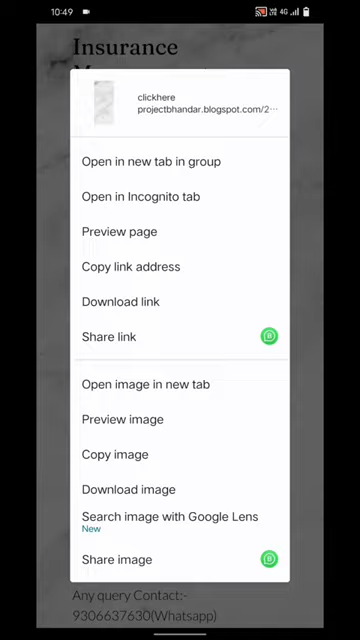 10:49
4G
Insurance
clickhere
projectbhandar.blogspot.com/2…
Open in new tab in group
Open in Incognito tab
Preview page
Copy link address
Download link
Share link
Open image in new tab
Preview image
Copy image
Download image
Search image with Google Lens
New
Share image
Any query Contact:-
9306637630(Whatsapp)